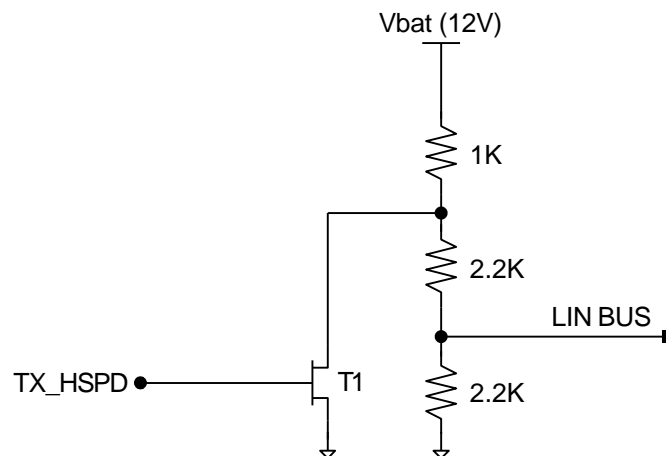 Vbat (12V)
1K
2.2K
LIN BUS
TX_HSPD
T1
2.2K